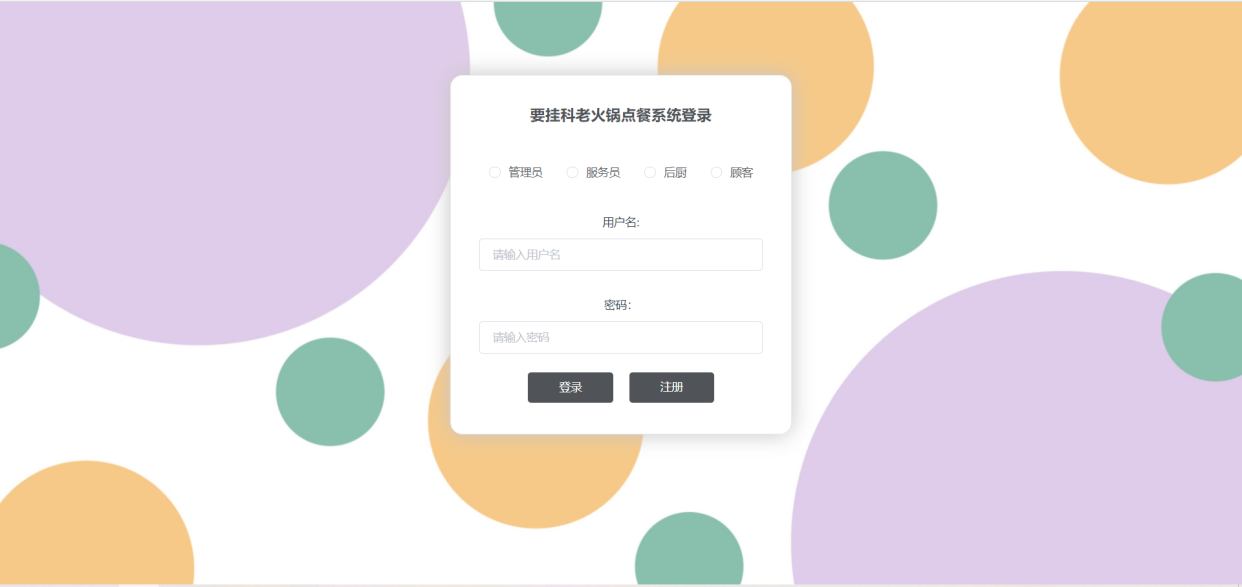 要挂科老火锅点餐系统登录
管理员 服务员 后厨 顾客
用户名:
请输入用户名
密码:
请输入密码
登录 注册